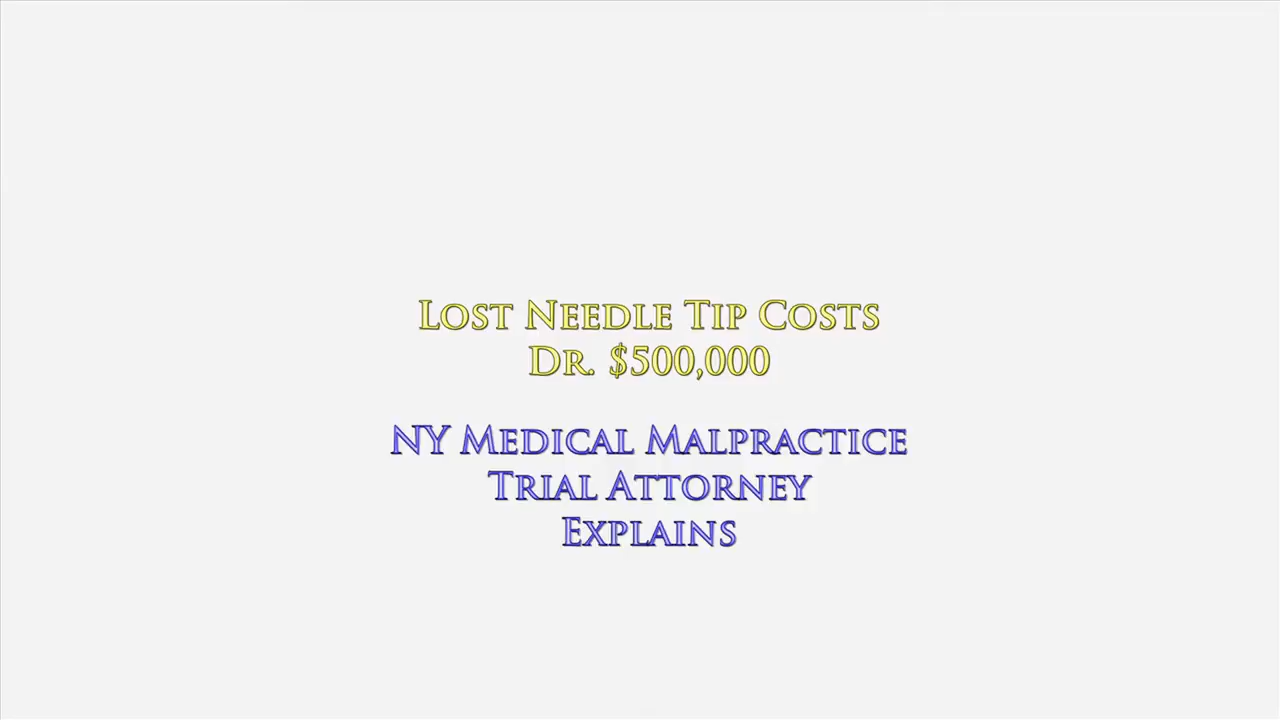 Lost Needle Tip Costs
Dr. $500,000
NY Medical Malpractice
Trial Attorney
Explains